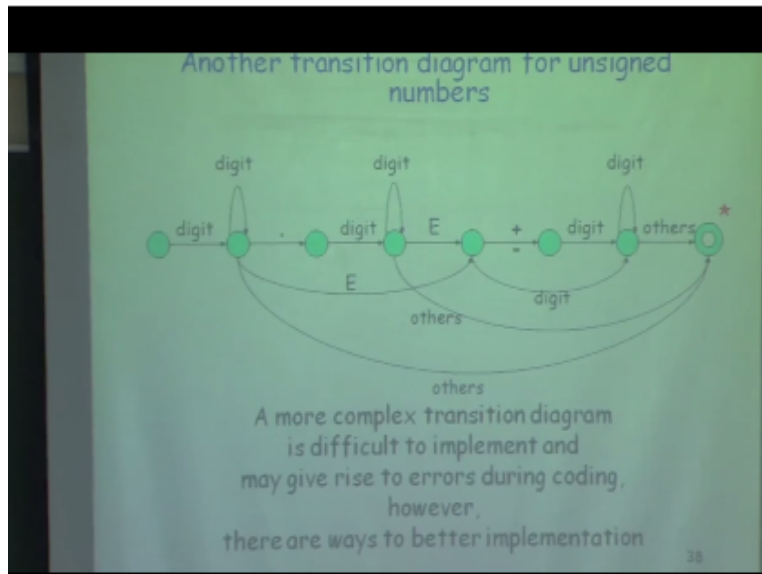 Another transition diagram for unsigned
numbers
digit digit digit
*
digit . digit E + digit others
-
E
digit
others
others
A more complex transition diagram
is difficult to implement and
may give rise to errors during coding,
however,
there are ways to better implementation
38